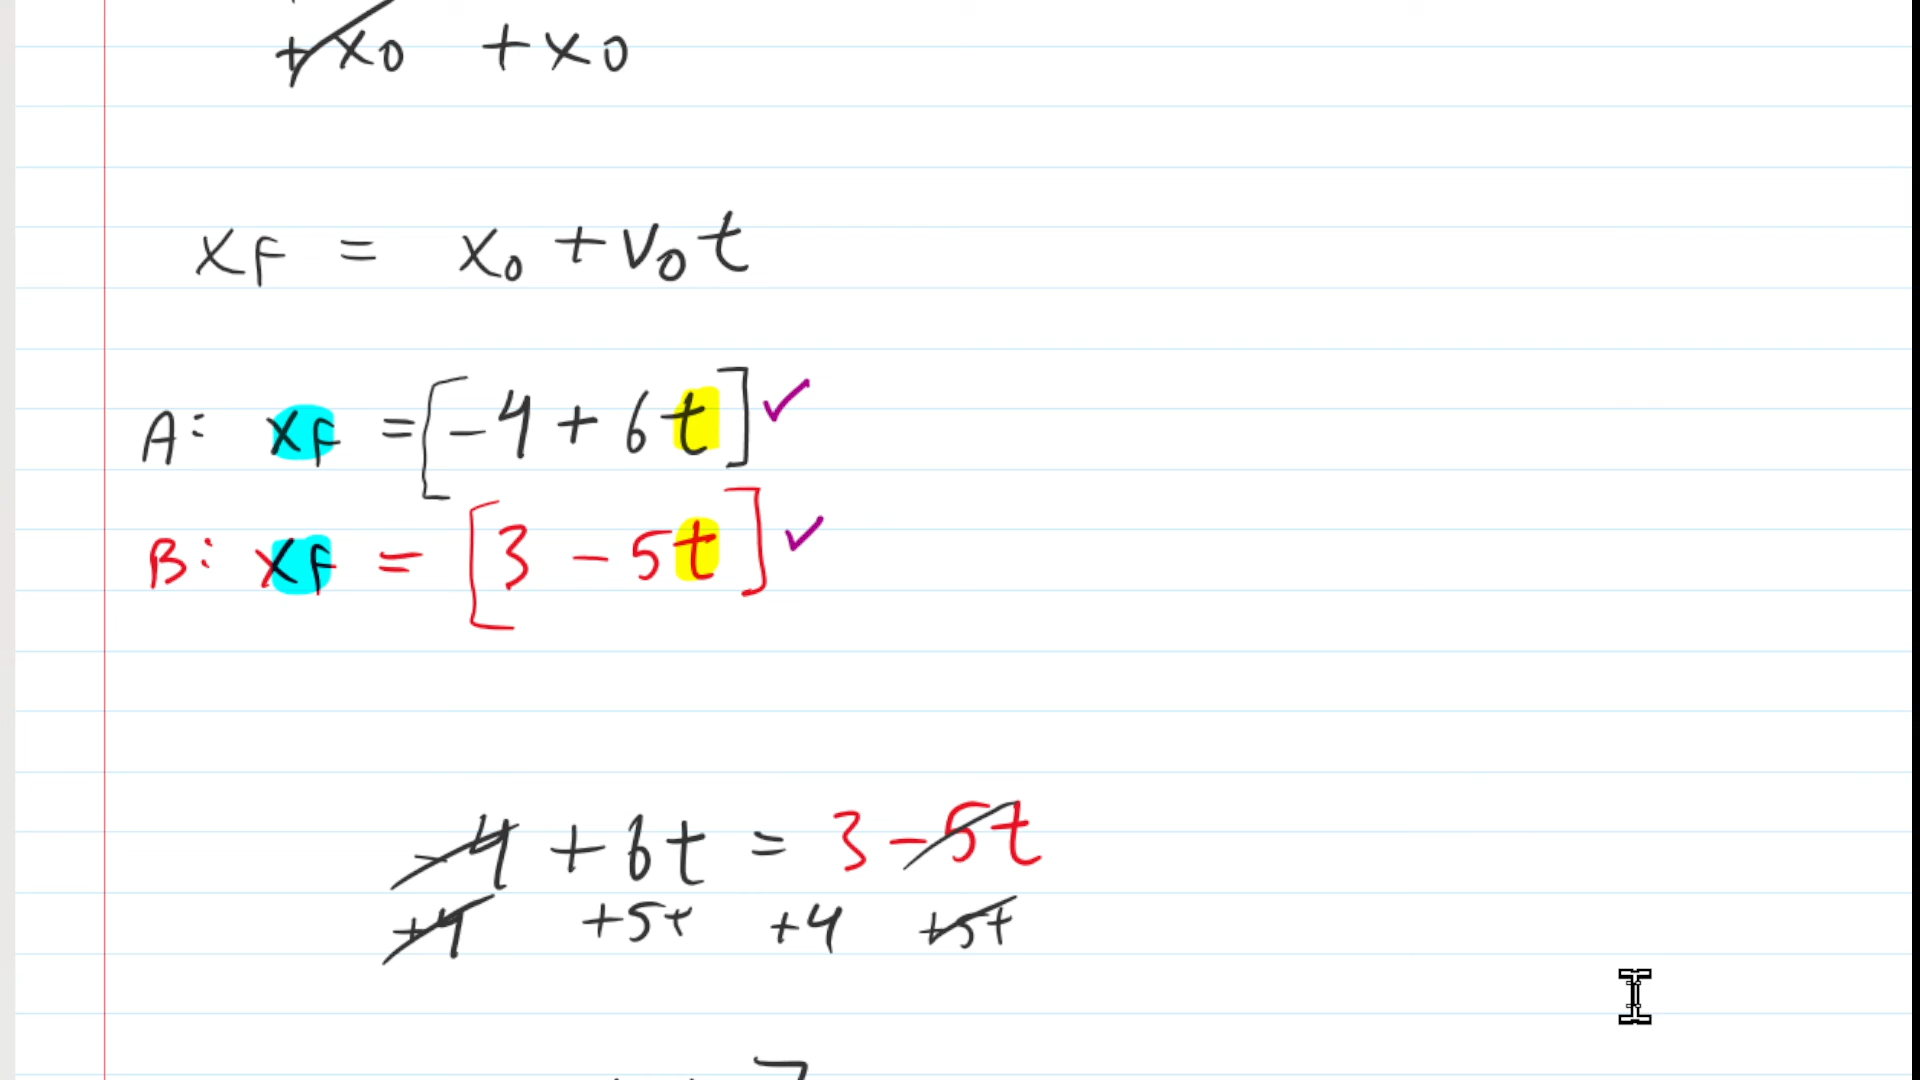 +x0 +x0
xF = x0 + v0t
A: xF = [-4 + 6t] ✓
B: xF = [3 - 5t] ✓
-4 + 6t = 3 - 5t
+4 +5t +4 +5t
7